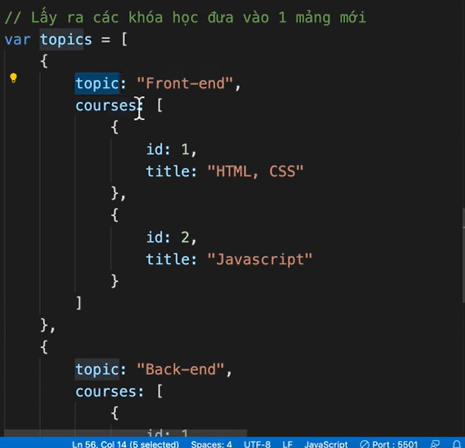 // Lấy ra các khóa học đưa vào 1 mảng mới
var topics = [
{
topic: "Front-end",
courses: [
{
id: 1,
title: "HTML, CSS"
},
{
id: 2,
title: "Javascript"
}
]
},
{
topic: "Back-end",
courses: [
{
id: 1
Ln 56, Col 14 (5 selected) Spaces: 4 UTF-8 LF JavaScript Port : 5501